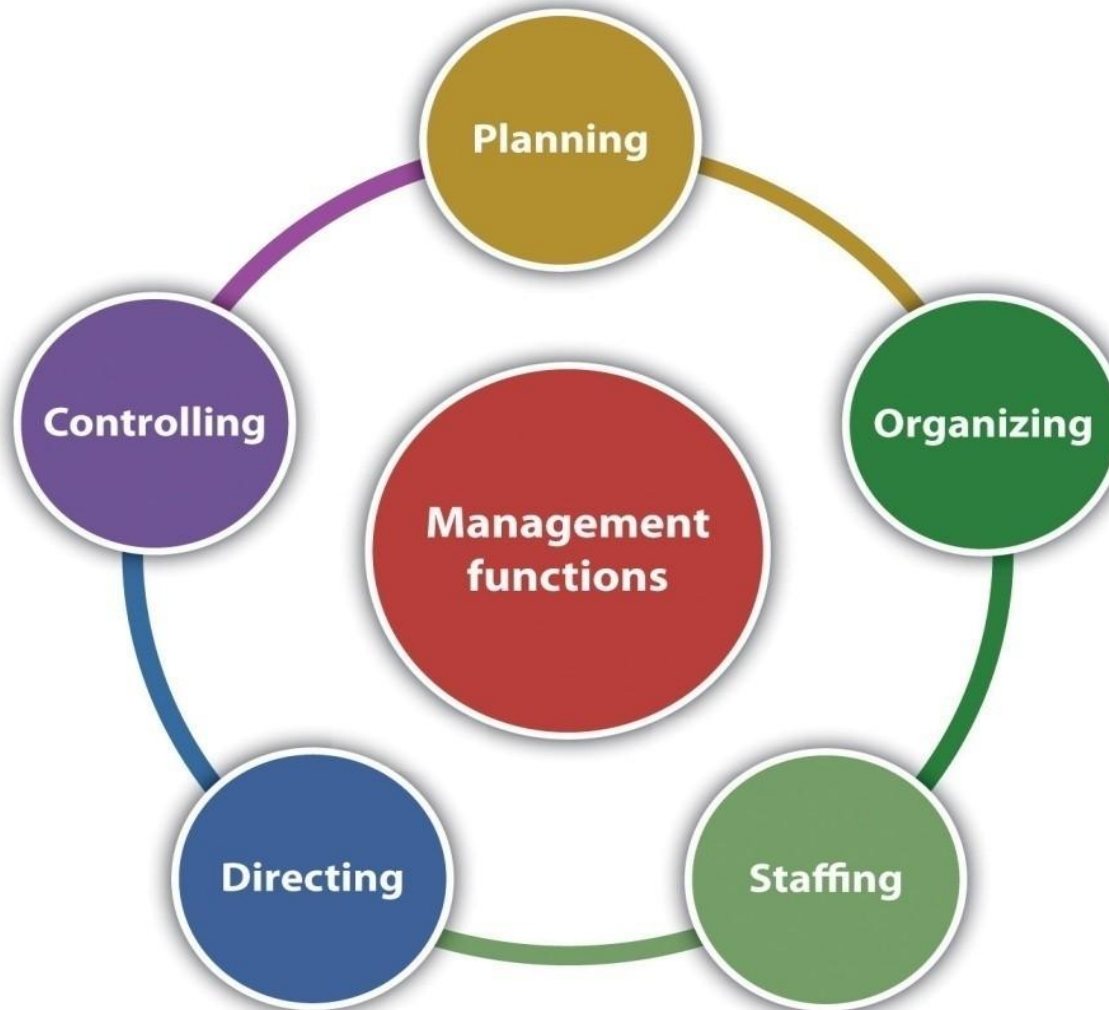 Planning
Organizing
Staffing
Directing
Controlling
Management
functions